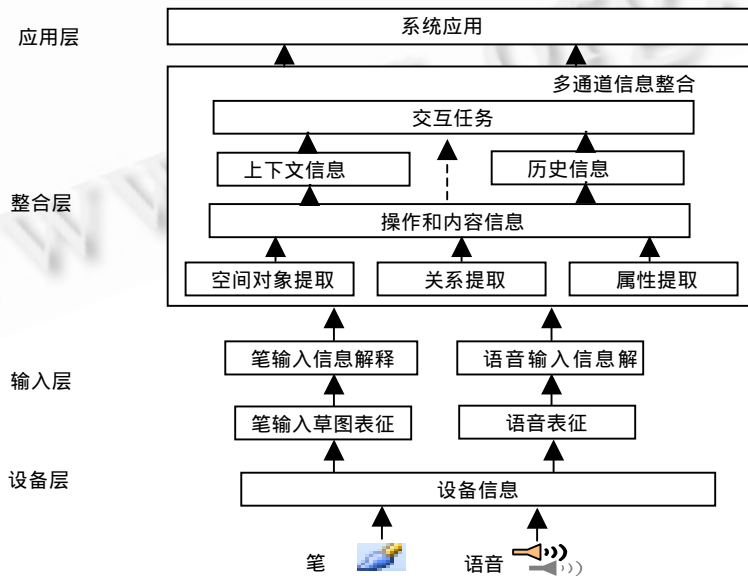 应用层
系统应用
多通道信息整合
交互任务
上下文信息
历史信息
整合层
操作和内容信息
空间对象提取
关系提取
属性提取
笔输入信息解释
语音输入信息解
输入层
笔输入草图表征
语音表征
设备层
设备信息
笔
语音